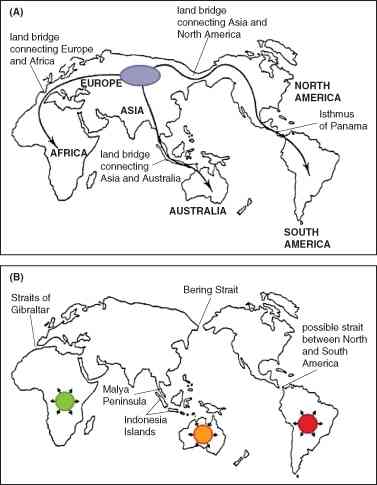 (A)
land bridge
connecting Asia and
North America
land bridge
connecting Europe
and Africa
EUROPE
NORTH
AMERICA
ASIA
Isthmus
of Panama
AFRICA
land bridge
connecting
Asia and Australia
AUSTRALIA
SOUTH
AMERICA
(B)
Bering Strait
Straits of
Gibraltar
possible strait
between North
and South
America
Malya
Peninsula
Indonesia
Islands